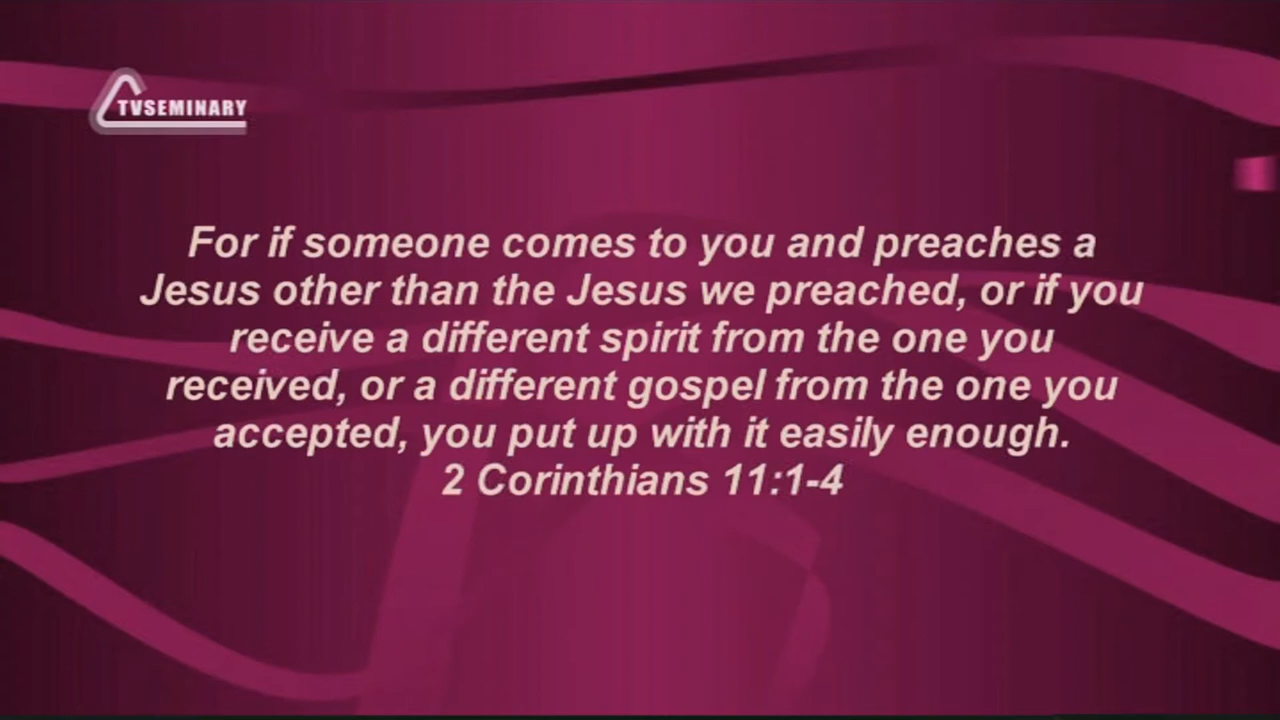 TVSEMINARY
For if someone comes to you and preaches a
Jesus other than the Jesus we preached, or if you
receive a different spirit from the one you
received, or a different gospel from the one you
accepted, you put up with it easily enough.
2 Corinthians 11:1-4